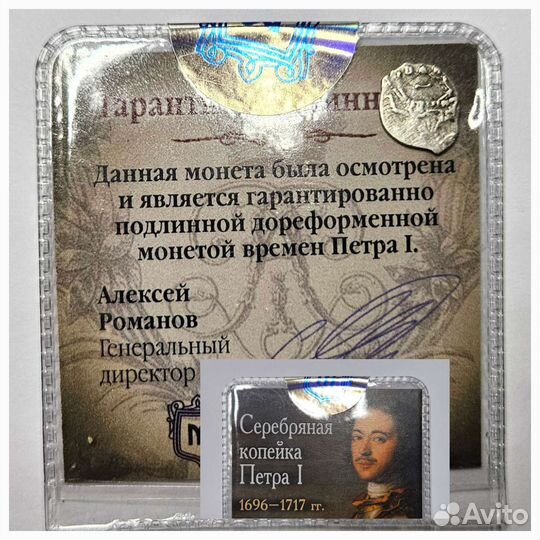 Данная монета была осмотрена
и является гарантированно
подлинной дореформенной
монетой времен Петра I.
Алексей
Романов
Генеральный
директор
Серебряная
копейка
Петра I
1696–1717 гг.
Avito